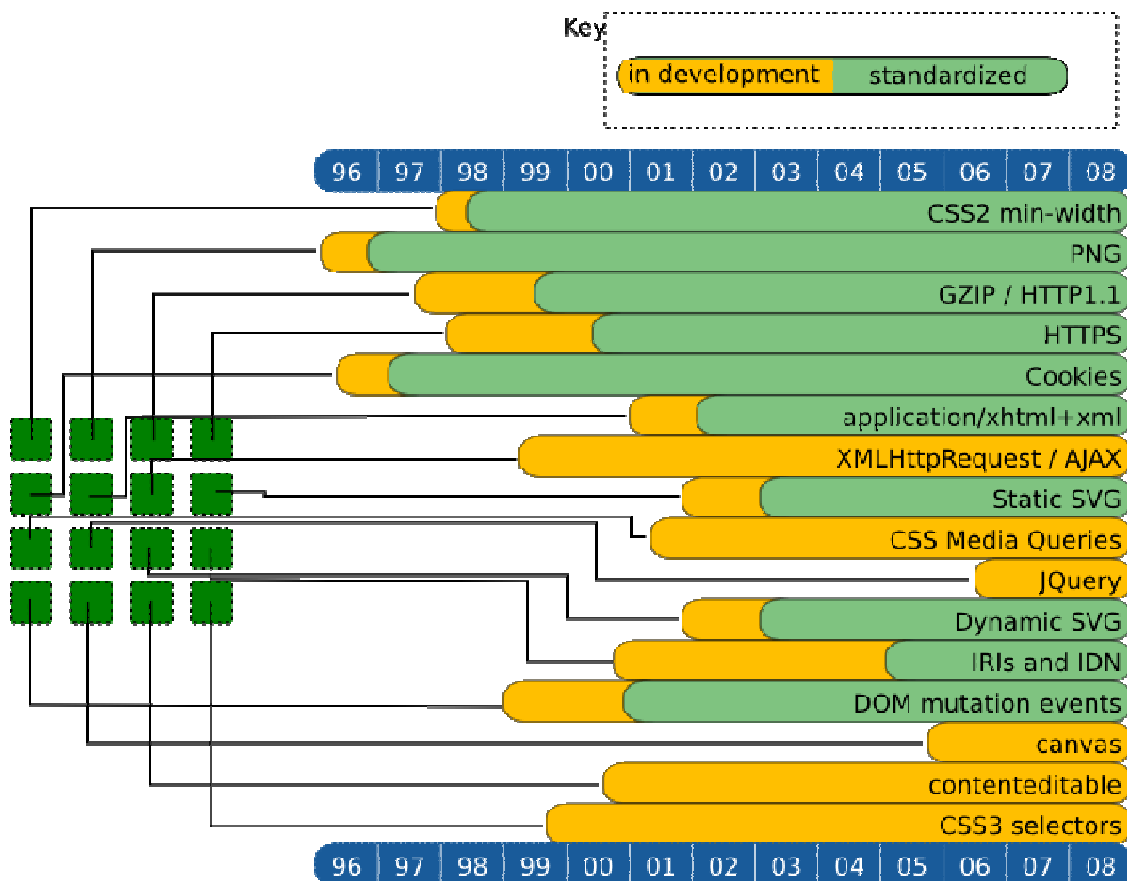 Key
in development standardized
96 97 98 99 00 01 02 03 04 05 06 07 08
CSS2 min-width
PNG
GZIP / HTTP1.1
HTTPS
Cookies
application/xhtml+xml
XMLHttpRequest / AJAX
Static SVG
CSS Media Queries
JQuery
Dynamic SVG
IRIs and IDN
DOM mutation events
canvas
contenteditable
CSS3 selectors
96 97 98 99 00 01 02 03 04 05 06 07 08